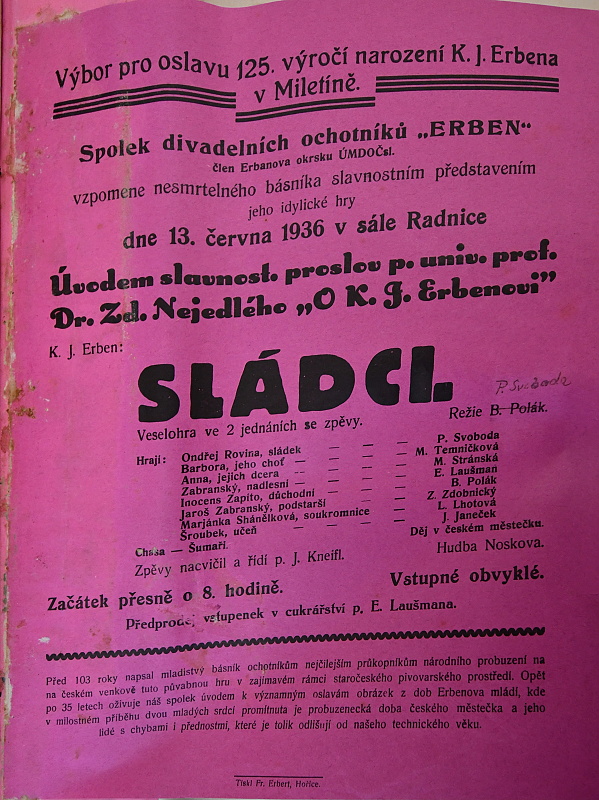 Výbor pro oslavu 125. výročí narození K. J. Erbena
v Miletíně.
Spolek divadelních ochotníků „ERBEN“
člen Erbanova okrsku ÚMDOČsl.
vzpomene nesmrtelného básníka slavnostním představením
jeho idylické hry
dne 13. června 1936 v sále Radnice
Úvodem slavnost. proslov p. univ. prof.
Dr. Zd. Nejedlého „O K. J. Erbenovi”
K. J. Erben:
SLÁDCI.
P. Svoboda
Veselohra ve 2 jednáních se zpěvy.
Režie B. Polák.
Hrají: Ondřej Rovina, sládek — — — P. Svoboda
Barbora, jeho choť — — — — M. Temničková
Anna, jejich dcera — — — — M. Stránská
Zabranský, nadlesní — — — — E. Laušman
Inocens Zapito, důchodní — — — B. Polák
Jaroš Zabranský, podstarší — — — Z. Zdobnický
Marjánka Shánělková, soukromnice — — L. Lhotová
Šroubek, učeň — — — — J. Janeček
Chasa — Šumaři.
Děj v českém městečku.
Zpěvy nacvičil a řídí p. J. Kneifl.
Hudba Noskova.
Začátek přesně o 8. hodině.
Vstupné obvyklé.
Předprodej vstupenek v cukrářství p. E. Laušmana.
Před 103 roky napsal mladistvý básník ochotníkům nejčilejším průkopníkům národního probuzení na
na českém venkově tuto půvabnou hru v zajímavém rámci staročeského pivovarského prostředí. Opět
po 35 letech oživuje náš spolek úvodem k významným oslavám obrázek z dob Erbenova mládí, kde
v milostném příběhu dvou mladých srdcí promítnuta je probuzenecká doba českého městečka a jeho
lidé s chybami i přednostmi, které je tolik odlišují od našeho technického věku.
Tiskl Fr. Erbert, Hořice.